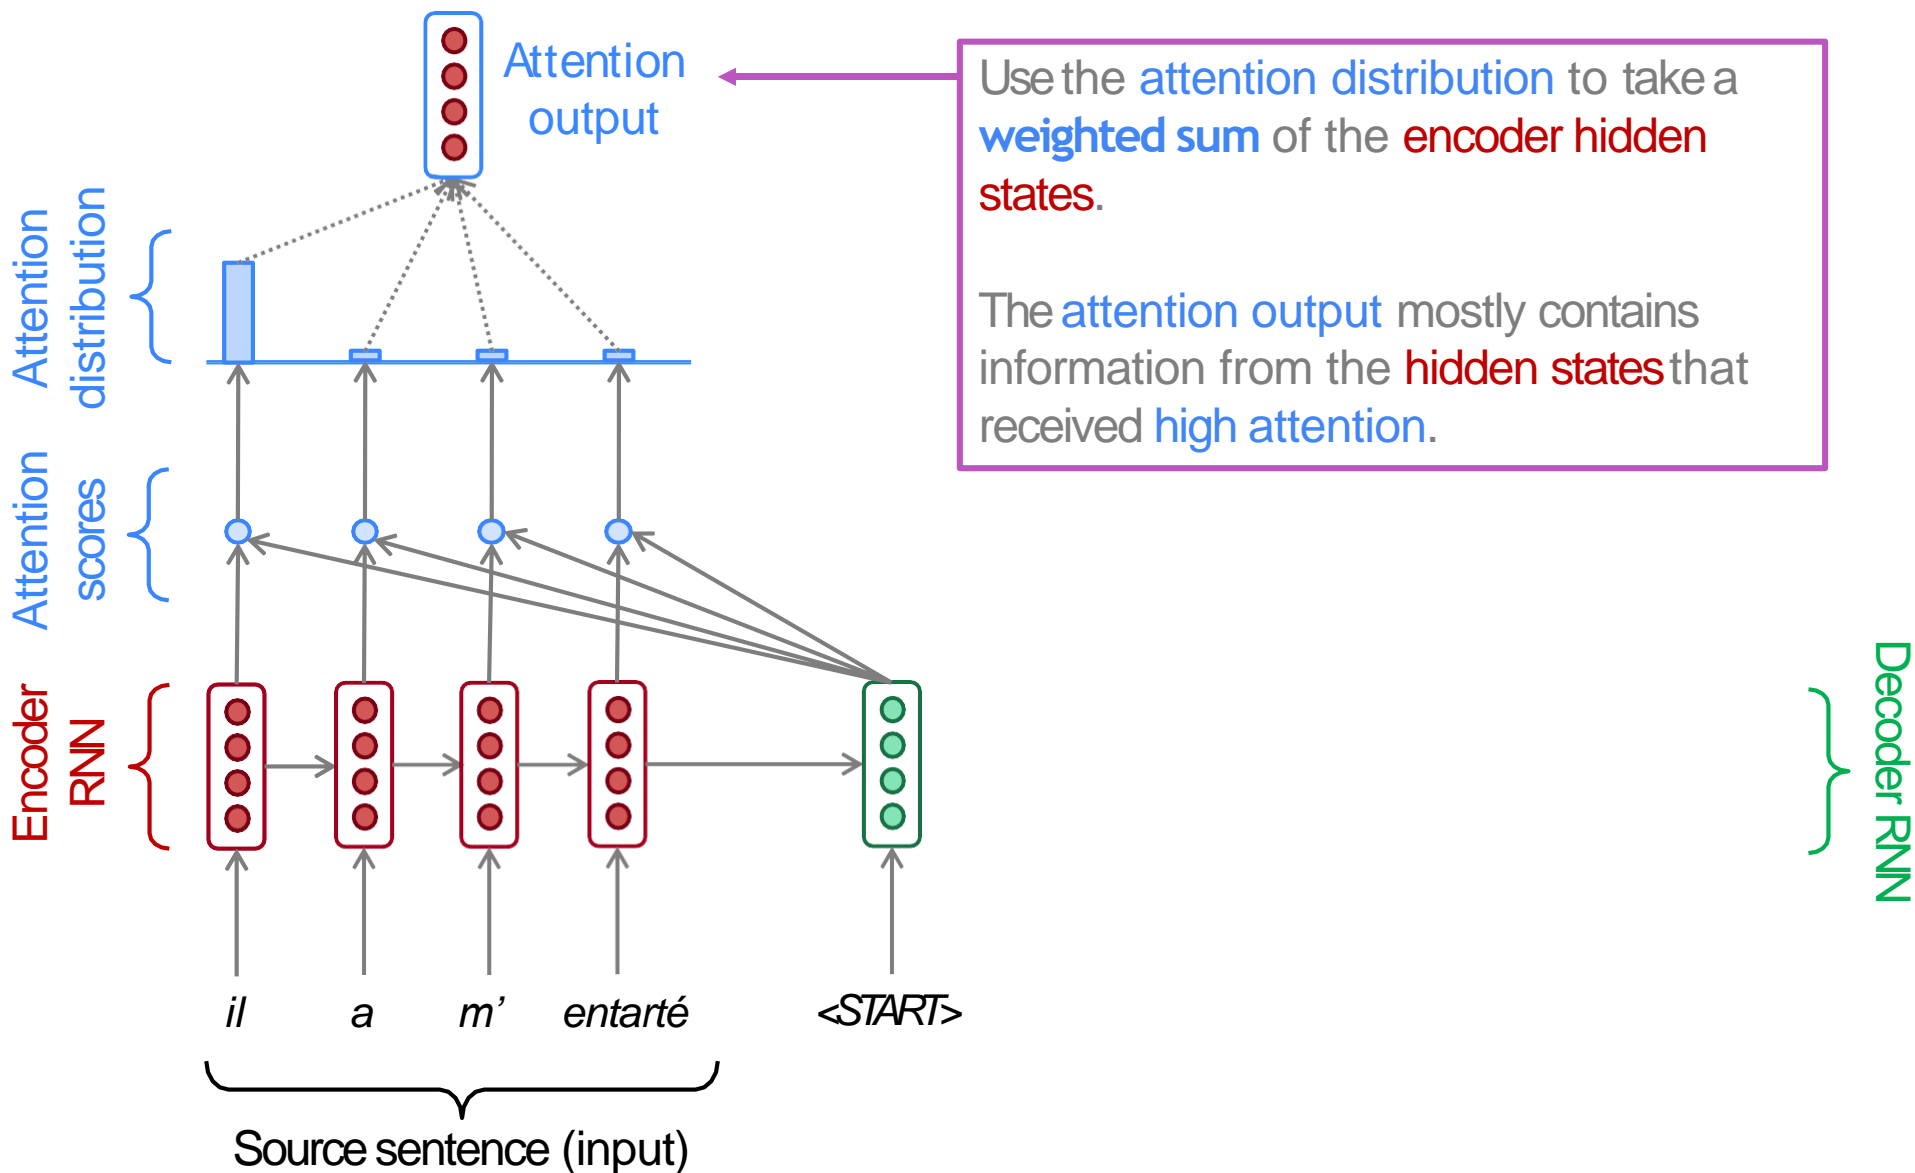 Attention
output
Use the attention distribution to take a
weighted sum of the encoder hidden
states.
The attention output mostly contains
information from the hidden states that
received high attention.
Attention
distribution
Attention
scores
Encoder
RNN
Decoder RNN
il a m’ entarté <START>
Source sentence (input)